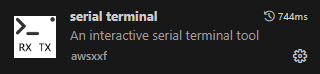 >_
RX TX
serial terminal 744ms
An interactive serial terminal tool
awsxxf